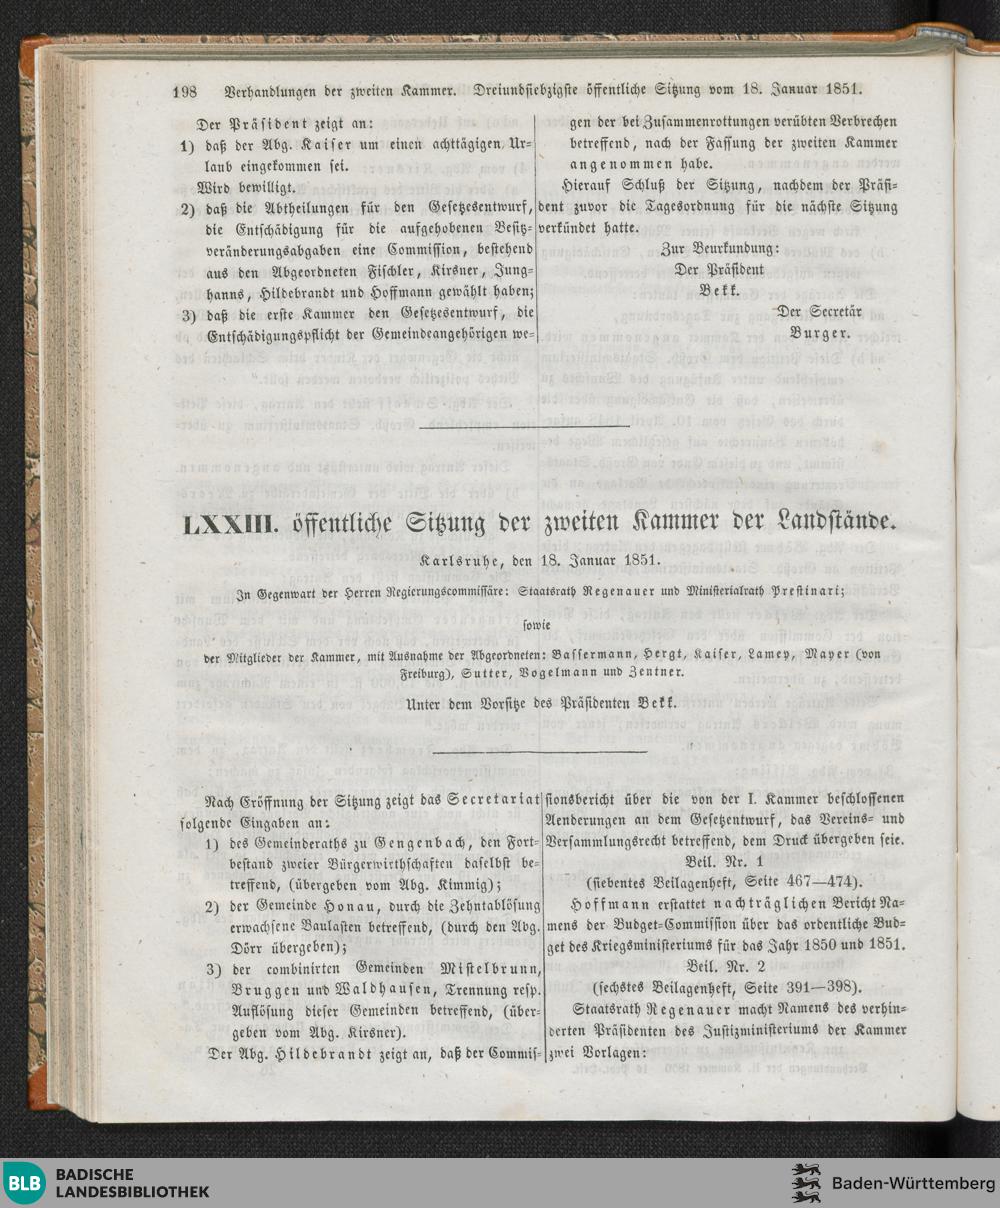 198 Verhandlungen der zweiten Kammer. Dreiundsiebzigste öffentliche Sitzung vom 18. Januar 1851.
Der Präsident zeigt an:
1) daß der Abg. Kaiser um einen achttägigen Ur-
laub eingekommen sei.
Wird bewilligt.
2) daß die Abtheilungen für den Gesetzesentwurf,
die Entschädigung für die aufgehobenen Besitz-
veränderungsabgaben eine Commission, bestehend
aus den Abgeordneten Fischler, Kirsner, Jung-
hanns, Hildebrandt und Hoffmann gewählt haben;
3) daß die erste Kammer den Gesetzesentwurf, die
Entschädigungspflicht der Gemeindeangehörigen we-
gen der bei Zusammenrottungen verübten Verbrechen
betreffend, nach der Fassung der zweiten Kammer
angenommen habe.
Hierauf Schluß der Sitzung, nachdem der Präsi-
dent zuvor die Tagesordnung für die nächste Sitzung
verkündet hatte.
Zur Beurkundung:
Der Präsident
Bekk.
Der Secretär
Burger.
LXXIII. öffentliche Sitzung der zweiten Kammer der Landstände.
Karlsruhe, den 18. Januar 1851.
In Gegenwart der Herren Regierungscommissäre: Staatsrath Regenauer und Ministerialrath Prestinari;
sowie
der Mitglieder der Kammer, mit Ausnahme der Abgeordneten: Bassermann, Hergt, Kaiser, Lamey, Mayer (von
Freiburg), Sutter, Vogelmann und Zentner.
Unter dem Vorsitze des Präsidenten Bekk.
Nach Eröffnung der Sitzung zeigt das Secretariat
folgende Eingaben an:
1) des Gemeinderaths zu Gengenbach, den Fort-
bestand zweier Bürgerwirthschaften daselbst be-
treffend, (übergeben vom Abg. Kimmig);
2) der Gemeinde Honau, durch die Zehntablösung
erwachsene Baulasten betreffend, (durch den Abg.
Dörr übergeben);
3) der combinirten Gemeinden Mistelbrunn,
Bruggen und Waldhausen, Trennung resp.
Auflösung dieser Gemeinden betreffend, (über-
geben vom Abg. Kirsner).
Der Abg. Hildebrandt zeigt an, daß der Commis-
sionsbericht über die von der I. Kammer beschlossenen
Aenderungen an dem Gesetzentwurf, das Vereins- und
Versammlungsrecht betreffend, dem Druck übergeben seie.
Beil. Nr. 1
(siebentes Beilagenheft, Seite 467—474).
Hoffmann erstattet nachträglichen Bericht Na-
mens der Budget-Commission über das ordentliche Bud-
get des Kriegsministeriums für das Jahr 1850 und 1851.
Beil. Nr. 2
(sechstes Beilagenheft, Seite 391—398).
Staatsrath Regenauer macht Namens des verhin-
derten Präsidenten des Justizministeriums der Kammer
zwei Vorlagen:
BLB BADISCHE
LANDESBIBLIOTHEK
Baden-Württemberg